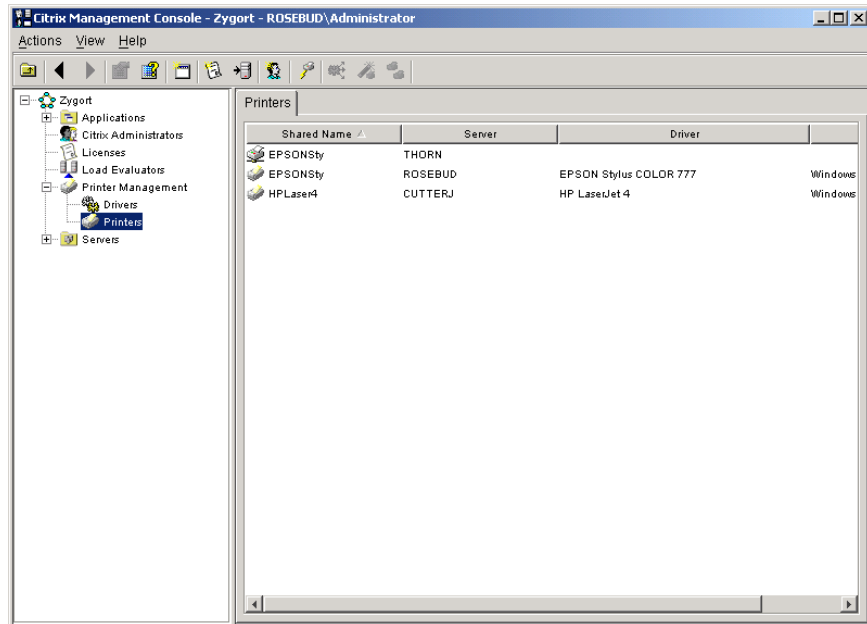 Citrix Management Console - Zygort - ROSEBUD\Administrator
Actions View Help
Zygort
Applications
Citrix Administrators
Licenses
Load Evaluators
Printer Management
Drivers
Printers
Servers
Printers
Shared Name Server Driver
EPSONSty THORN
EPSONSty ROSEBUD EPSON Stylus COLOR 777 Windows
HPLaser4 CUTTERJ HP LaserJet 4 Windows